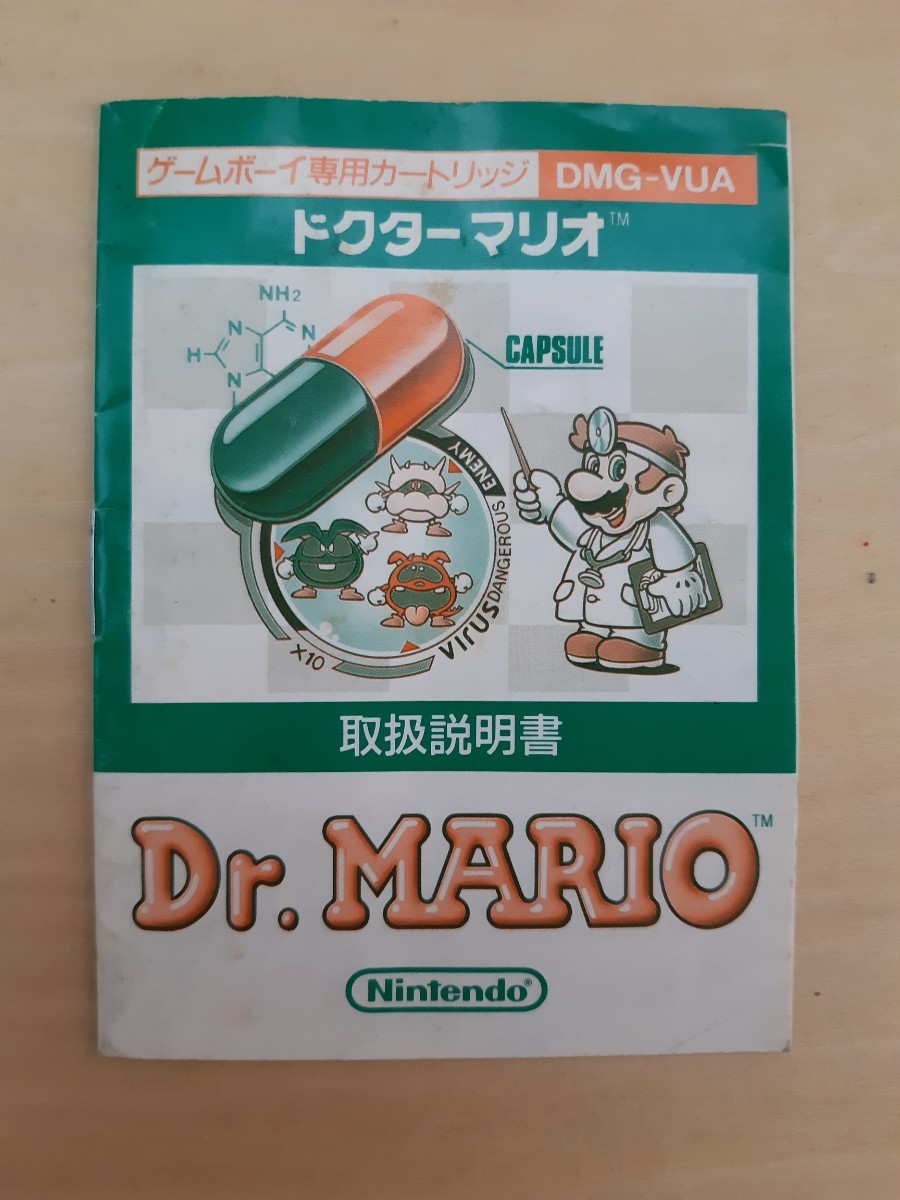 ゲームボーイ専用カートリッジ DMG-VUA
ドクターマリオ™
NH2
N
N
H
N
CAPSULE
VIRUS DANGEROUS ENEMY
X10
取扱説明書
Dr. MARIO™
Nintendo®